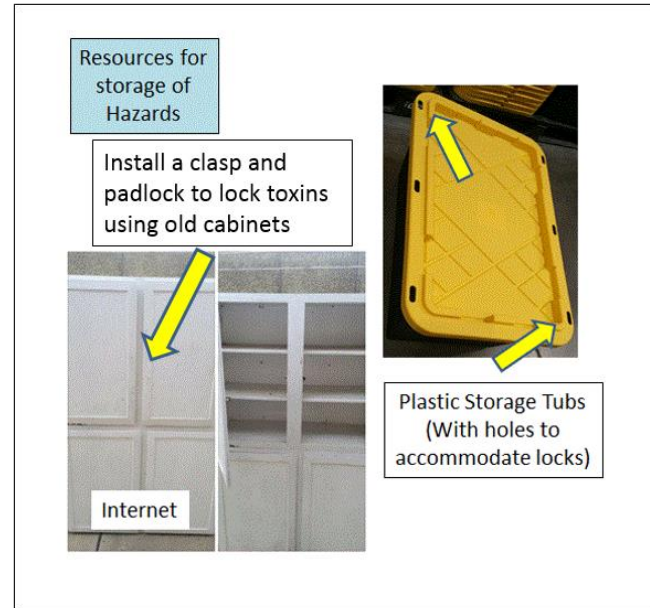 Resources for
storage of
Hazards
Install a clasp and
padlock to lock toxins
using old cabinets
Internet
Plastic Storage Tubs
(With holes to
accommodate locks)